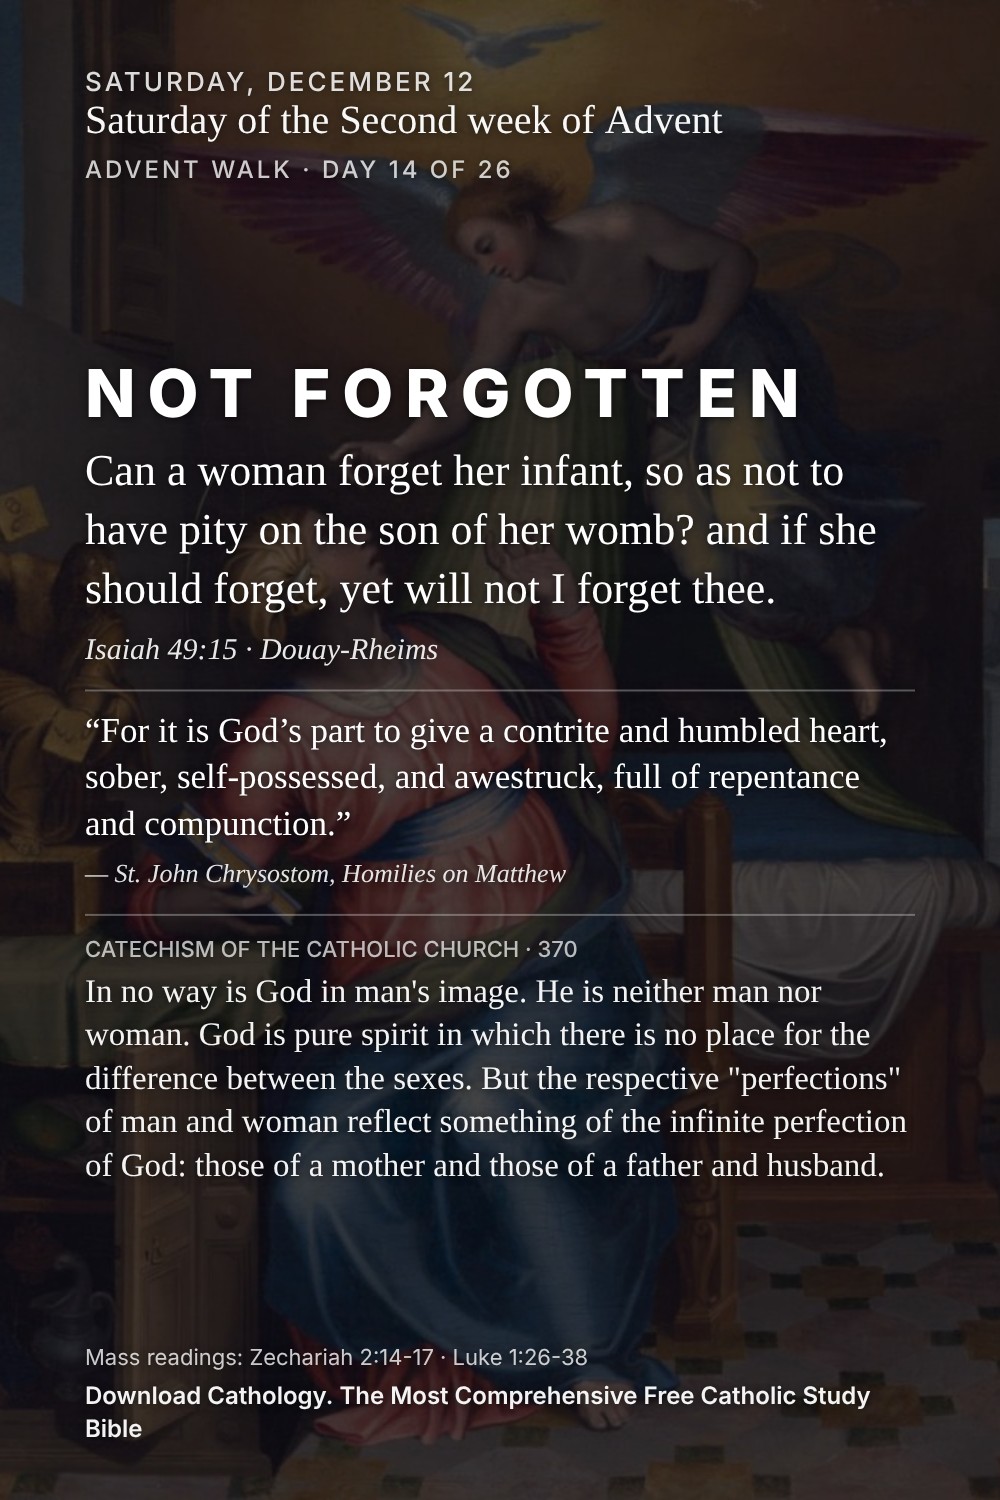 SATURDAY, DECEMBER 12
Saturday of the Second week of Advent
ADVENT WALK · DAY 14 OF 26
NOT FORGOTTEN
Can a woman forget her infant, so as not to
have pity on the son of her womb? and if she
should forget, yet will not I forget thee.
Isaiah 49:15 · Douay-Rheims
“For it is God’s part to give a contrite and humbled heart,
sober, self-possessed, and awestruck, full of repentance
and compunction.”
— St. John Chrysostom, Homilies on Matthew
CATECHISM OF THE CATHOLIC CHURCH · 370
In no way is God in man's image. He is neither man nor
woman. God is pure spirit in which there is no place for the
difference between the sexes. But the respective "perfections"
of man and woman reflect something of the infinite perfection
of God: those of a mother and those of a father and husband.
Mass readings: Zechariah 2:14-17 · Luke 1:26-38
Download Cathology. The Most Comprehensive Free Catholic Study
Bible